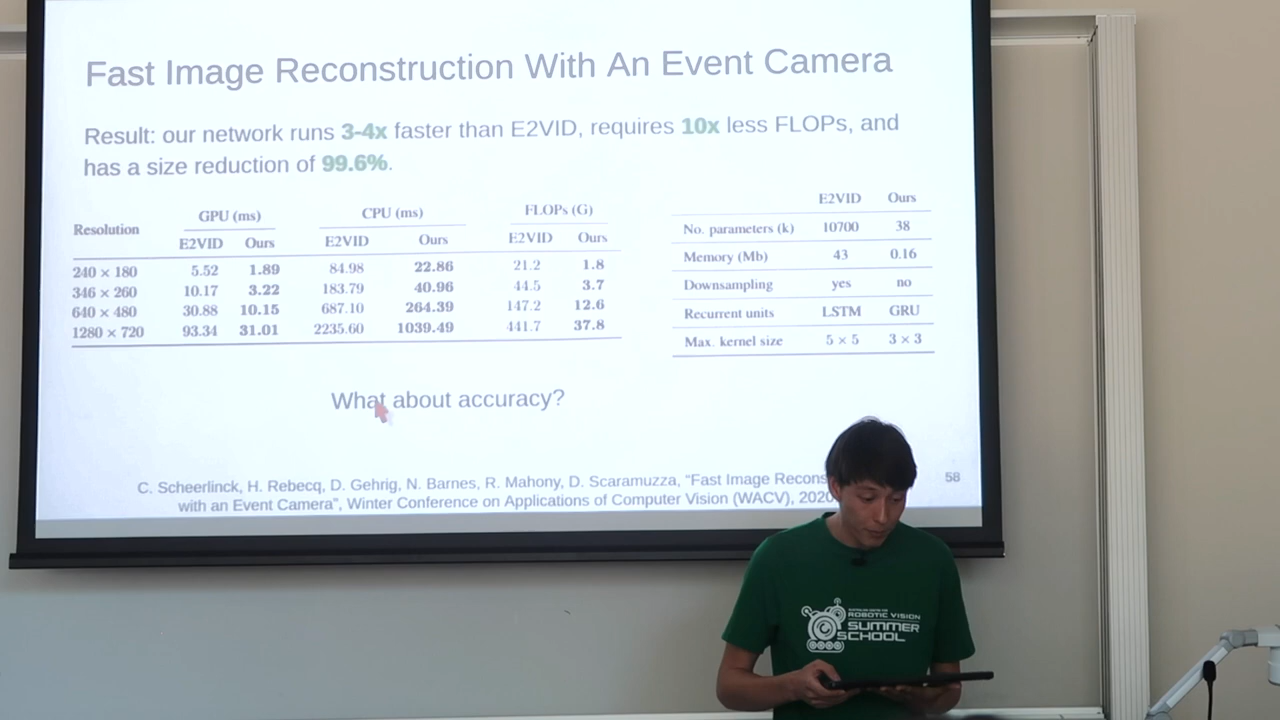 Fast Image Reconstruction With An Event Camera
Result: our network runs 3-4x faster than E2VID, requires 10x less FLOPs, and
has a size reduction of 99.6%.
Resolution GPU (ms) CPU (ms) FLOPs (G)
E2VID Ours E2VID Ours E2VID Ours
240 × 180 5.52 1.89 84.98 22.86 21.2 1.8
346 × 260 10.17 3.22 183.79 40.96 44.5 3.7
640 × 480 30.88 10.15 687.10 264.39 147.2 12.6
1280 × 720 93.34 31.01 2235.60 1039.49 441.7 37.8
E2VID Ours
No. parameters (k) 10700 38
Memory (Mb) 43 0.16
Downsampling yes no
Recurrent units LSTM GRU
Max. kernel size 5 × 5 3 × 3
What about accuracy?
C. Scheerlinck, H. Rebecq, D. Gehrig, N. Barnes, R. Mahony, D. Scaramuzza, “Fast Image Recons
with an Event Camera”, Winter Conference on Applications of Computer Vision (WACV), 2020
58
AUSTRALIAN CENTRE FOR
ROBOTIC VISION
SUMMER
SCHOOL